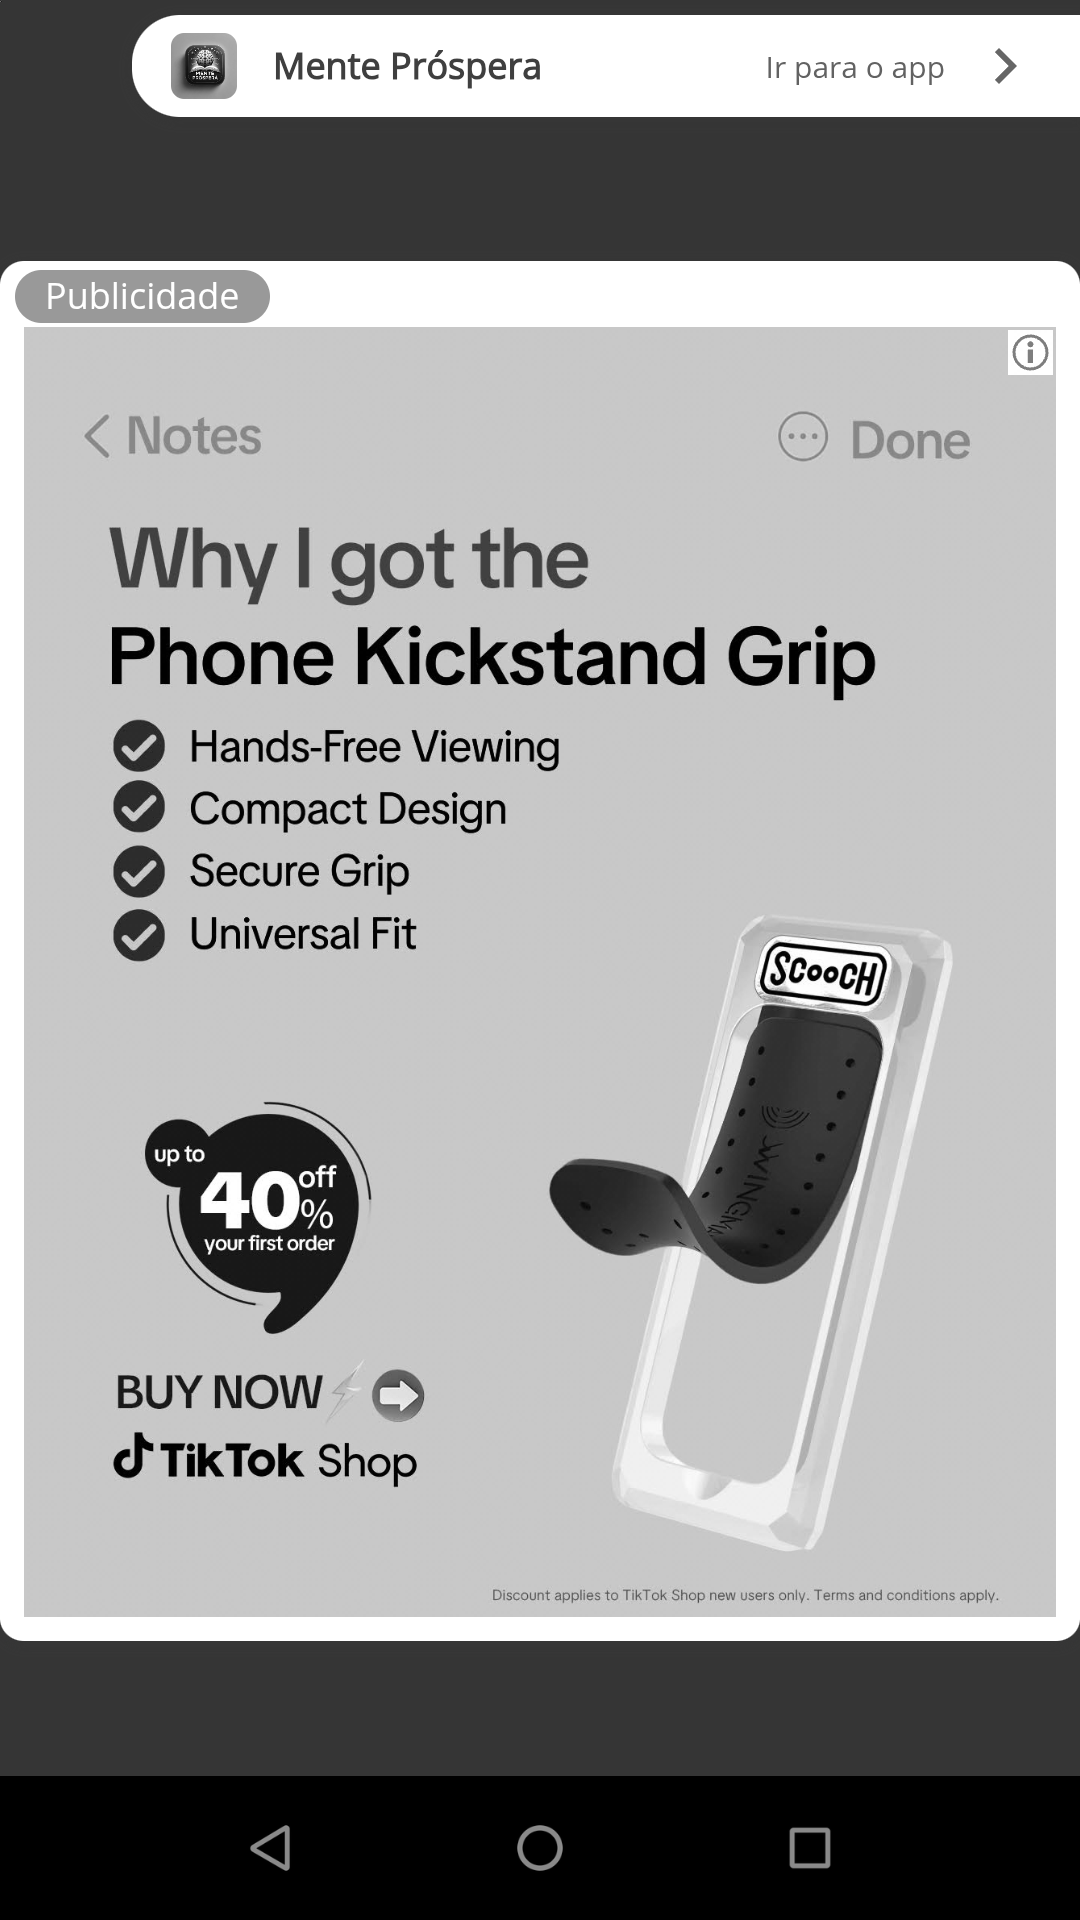 Mente Próspera
Ir para o app
MENTE
PRÓSPERA
Publicidade
Notes
Done
Why I got the
Phone Kickstand Grip
Hands-Free Viewing
Compact Design
Secure Grip
Universal Fit
SCOOCH
up to
40% off
your first order
BUY NOW
TikTok Shop
Discount applies to TikTok Shop new users only. Terms and conditions apply.